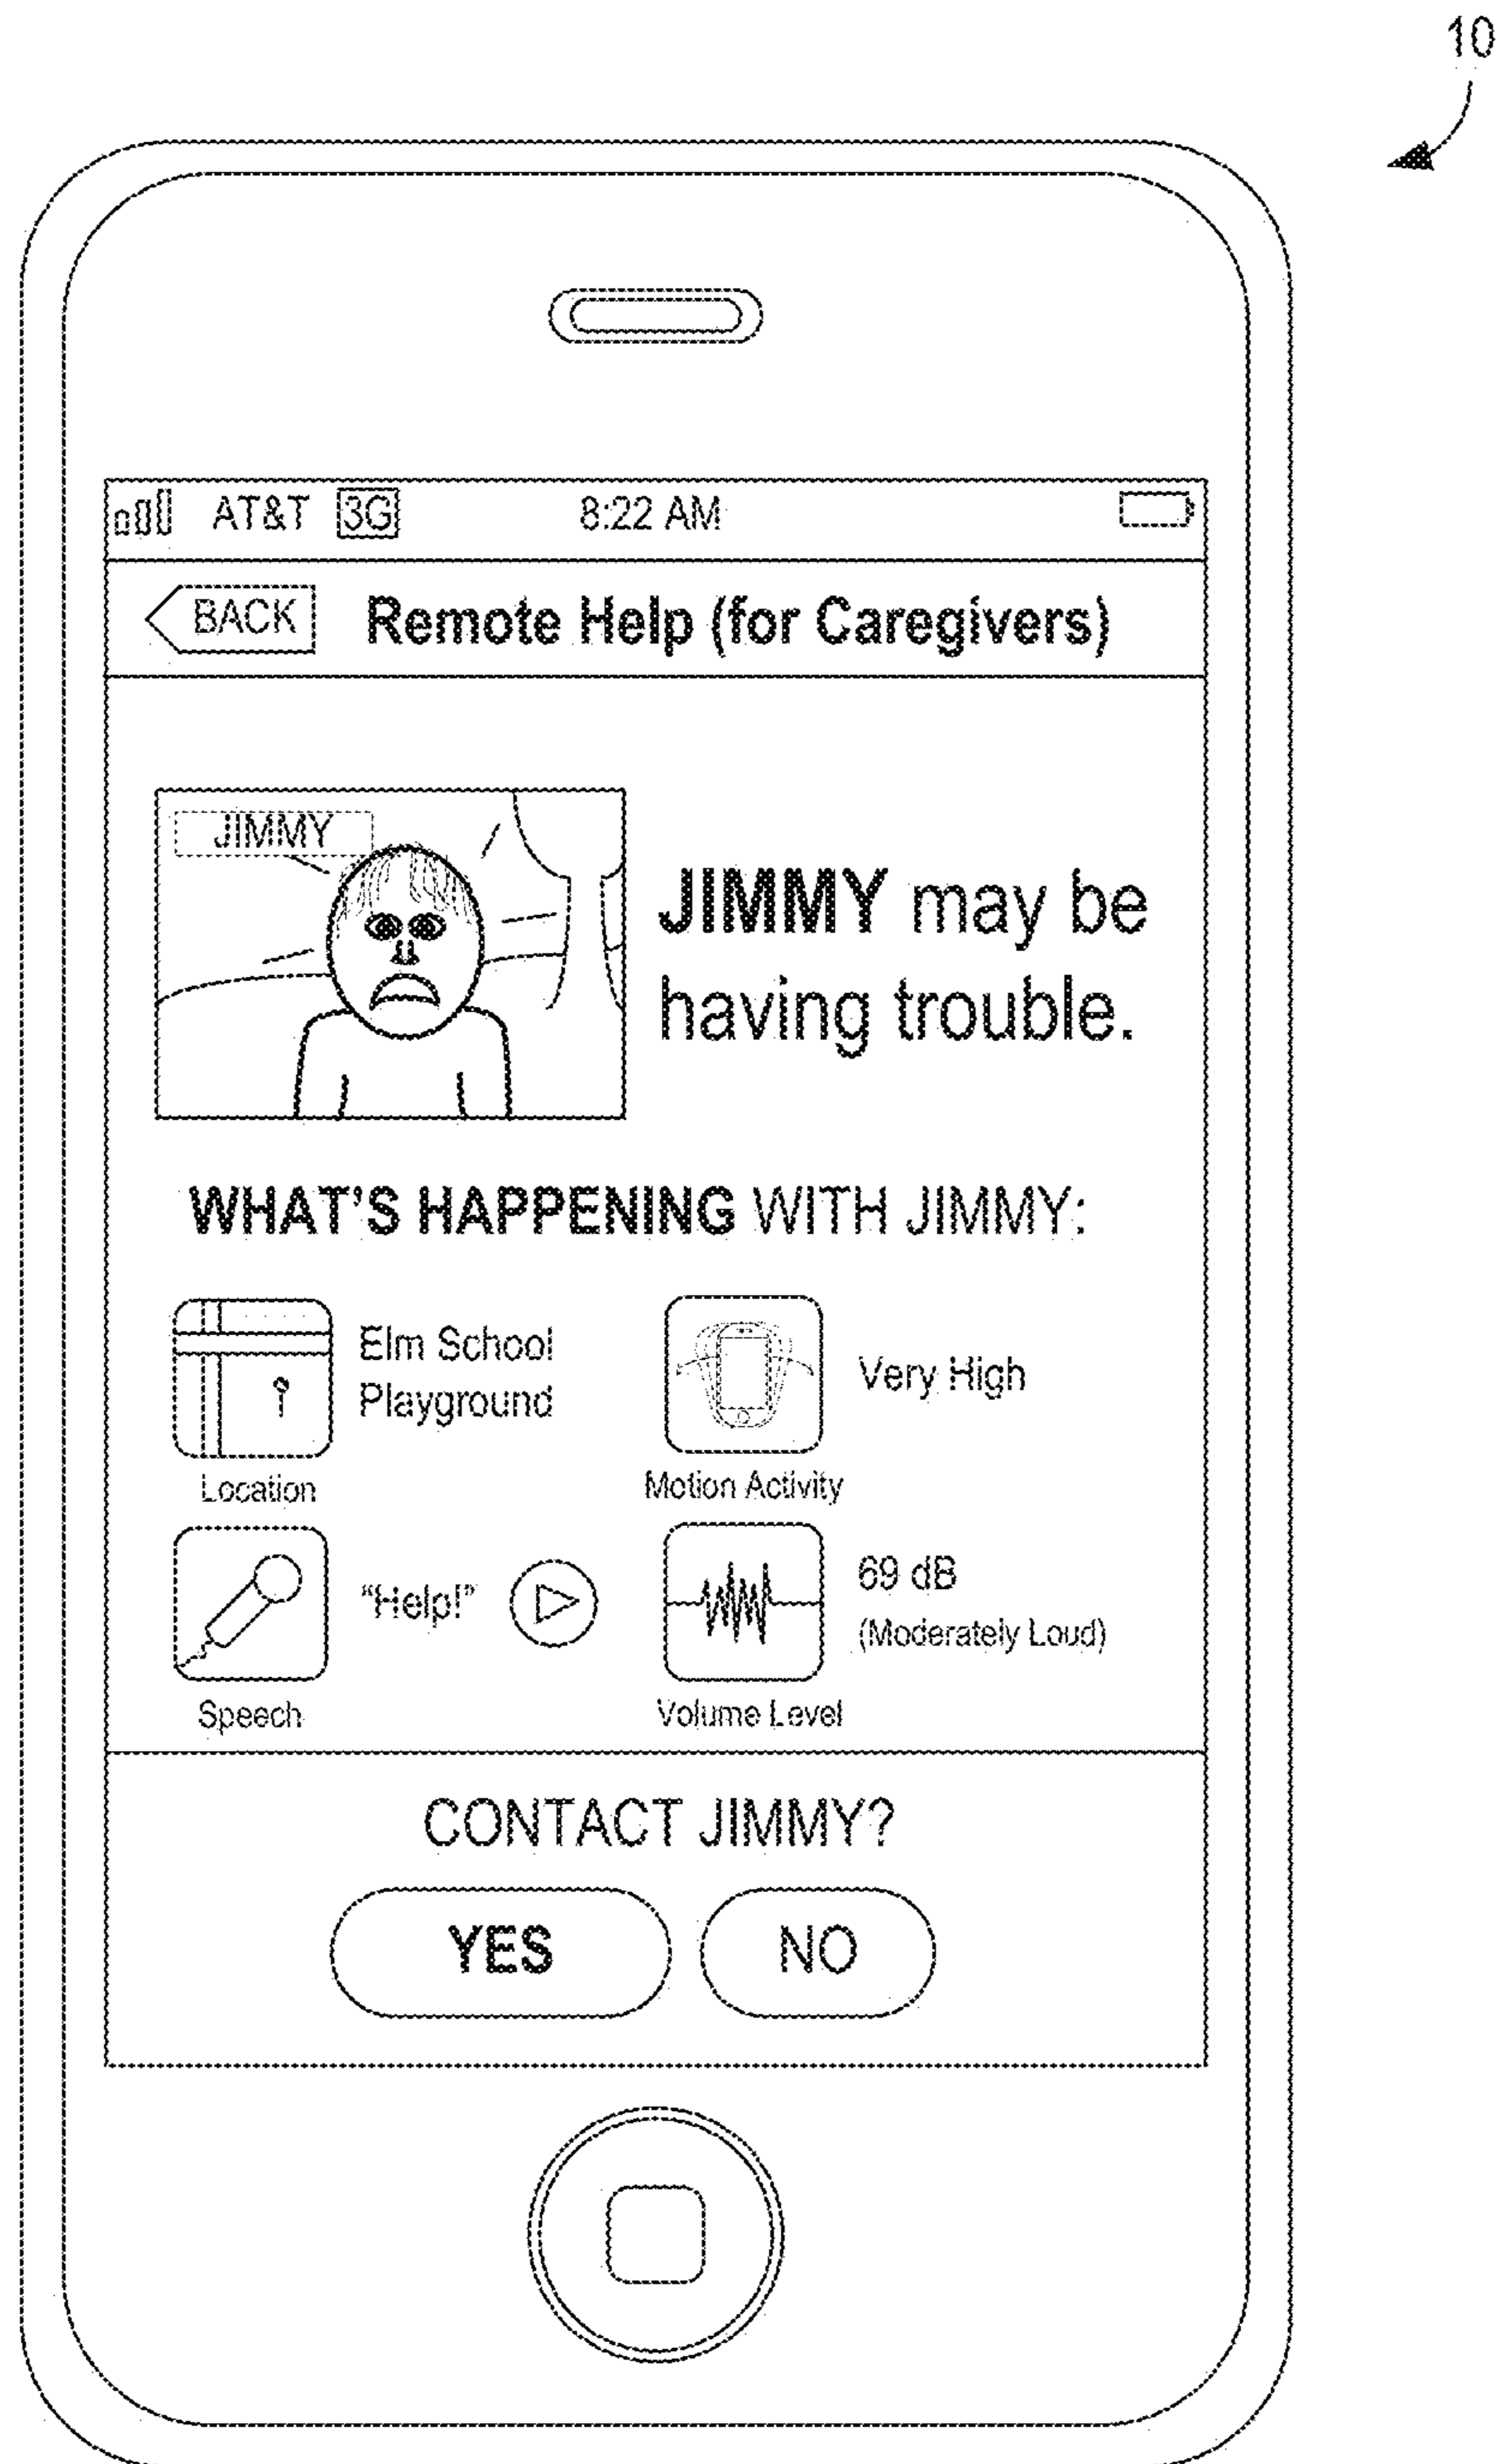 10
AT&T 3G 8:22 AM
BACK Remote Help (for Caregivers)
JIMMY
JIMMY may be
having trouble.
WHAT'S HAPPENING WITH JIMMY:
Elm School
Playground
Location
Very High
Motion Activity
“Help!”
Speech
69 dB
(Moderately Loud)
Volume Level
CONTACT JIMMY?
YES NO